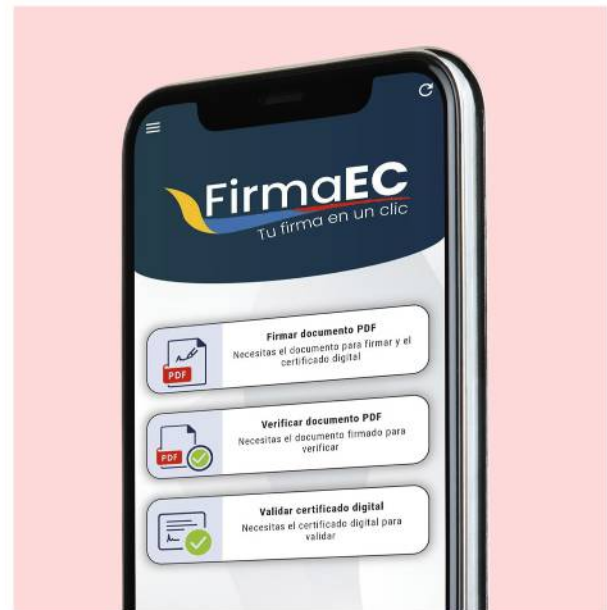 FirmaEC
Tu firma en un clic
Firmar documento PDF
Necesitas el documento para firmar y el
certificado digital
PDF
Verificar documento PDF
Necesitas el documento firmado para
verificar
PDF
Validar certificado digital
Necesitas el certificado digital para
validar